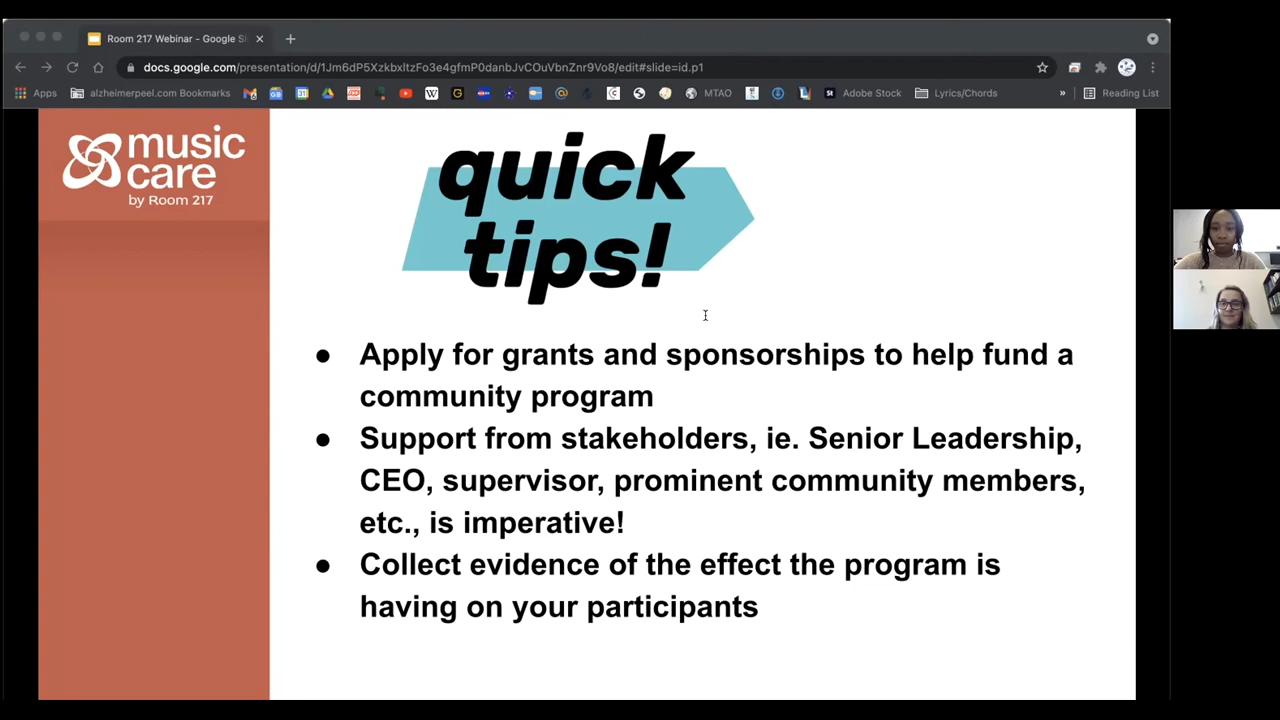 Room 217 Webinar - Google Sl
docs.google.com/presentation/d/1Jm6dP5XzkbxltzFo3e4gfmP0danbJvCOuVbnZnr9Vo8/edit#slide=id.p1
Apps alzheimerpeel.com Bookmarks MTAO Adobe Stock Lyrics/Chords » Reading List
music
care
by Room 217
quick
tips!
● Apply for grants and sponsorships to help fund a
community program
● Support from stakeholders, ie. Senior Leadership,
CEO, supervisor, prominent community members,
etc., is imperative!
● Collect evidence of the effect the program is
having on your participants